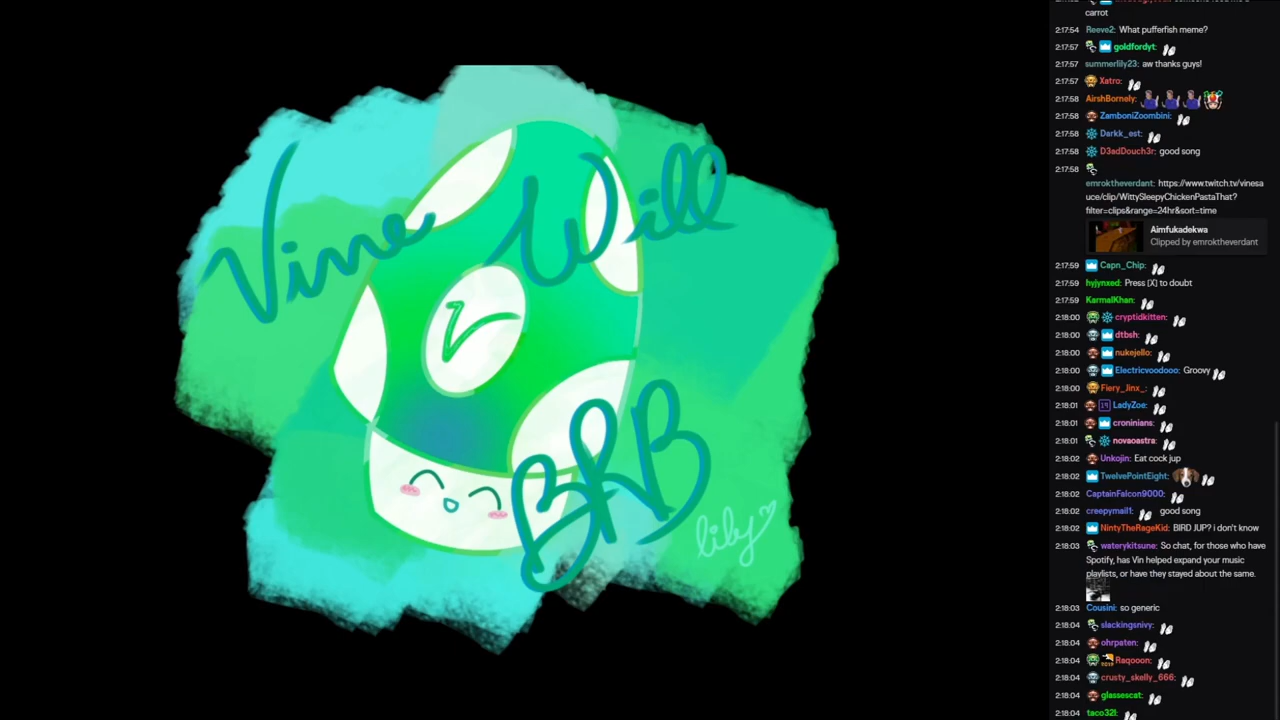 Vine Will
BRB
lily
carrot
2:17:54 Reeve2: What pufferfish meme?
2:17:57 goldfordyt:
2:17:57 summerlily23: aw thanks guys!
2:17:57 Xatro:
2:17:58 AirshBornely:
2:17:58 ZamboniZoombini:
2:17:58 Darkk_est:
2:17:58 D3adDouch3r: good song
2:17:58
emroktheverdant: https://www.twitch.tv/vinesa
uce/clip/WittySleepyChickenPastaThat?
filter=clips&range=24hr&sort=time
Aimfukadekwa
Clipped by emroktheverdant
2:17:59 Capn_Chip:
2:17:59 hyjynxed: Press [X] to doubt
2:17:59 KarmalKhan:
2:18:00 cryptidkitten:
2:18:00 dtbsh:
2:18:00 nukejello:
2:18:00 Electricvoodooo: Groovy
2:18:00 Fiery_Jinx_:
2:18:01 LadyZoe:
2:18:01 croninians:
2:18:01 novaoastra:
2:18:02 Unkojin: Eat cock jup
2:18:02 TwelvePointEight:
2:18:02 CaptainFalcon9000:
2:18:02 creepymail1: good song
2:18:02 NintyTheRageKid: BIRD JUP? i don't know
2:18:03 waterykitsune: So chat, for those who have
Spotify, has Vin helped expand your music
playlists, or have they stayed about the same.
2:18:03 Cousini: so generic
2:18:04 slackingsnivy:
2:18:04 ohrpaten:
2:18:04 Raqooon:
2:18:04 crusty_skelly_666:
2:18:04 glassescat:
2:18:04 taco32l: